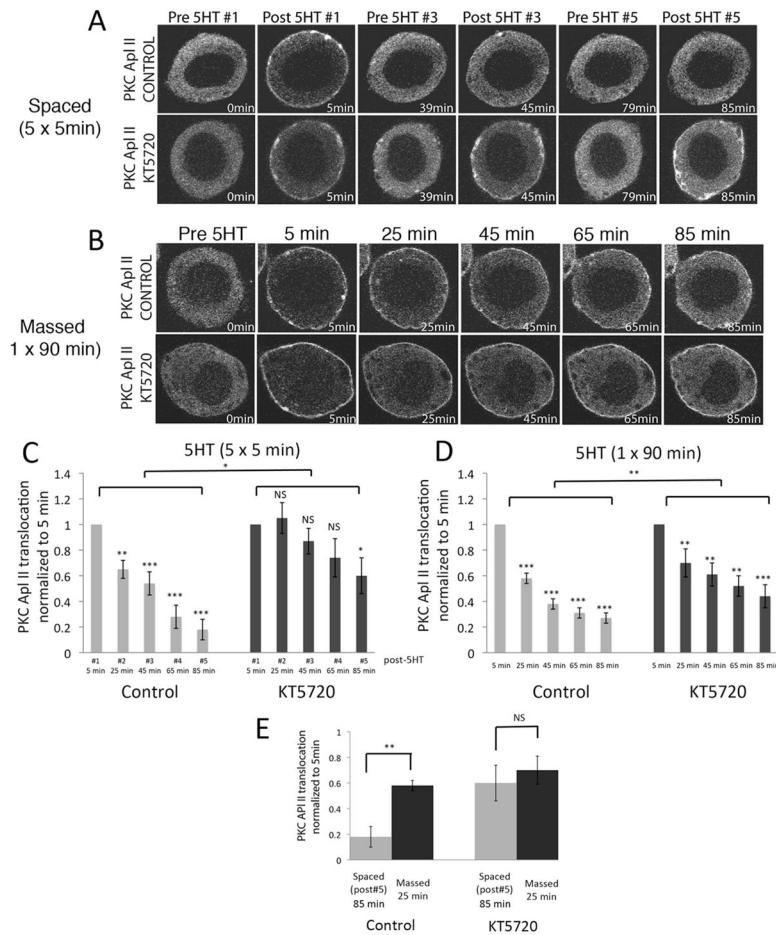 A
Pre 5HT #1 Post 5HT #1 Pre 5HT #3 Post 5HT #3 Pre 5HT #5 Post 5HT #5
Spaced
(5 x 5min)
PKC Apl II
CONTROL
0min 5min 39min 45min 79min 85min
PKC Apl II
KT5720
0min 5min 39min 45min 79min 85min
B
Pre 5HT 5 min 25 min 45 min 65 min 85 min
Massed
1 x 90 min)
PKC Apl II
CONTROL
0min 5min 25min 45min 65min 85min
PKC Apl II
KT5720
0min 5min 25min 45min 65min 85min
C
5HT (5 x 5 min)
*
PKC Apl II translocation
normalized to 5 min
1.4
1.2
1
0.8
0.6
0.4
0.2
0
** *** *** ***
NS NS NS *
#1 #2 #3 #4 #5 #1 #2 #3 #4 #5 post-5HT
5 min 25 min 45 min 65 min 85 min 5 min 25 min 45 min 65 min 85 min
Control KT5720
D
5HT (1 x 90 min)
**
PKC Apl II translocation
normalized to 5 min
1.4
1.2
1
0.8
0.6
0.4
0.2
0
*** *** *** ***
** ** ** ***
5 min 25 min 45 min 65 min 85 min 5 min 25 min 45 min 65 min 85 min
Control KT5720
E
PKC APl II translocation
normalized to 5min
1
0.8
0.6
0.4
0.2
0
** NS
Spaced Massed Spaced Massed
(post#5) 25 min (post#5) 25 min
85 min 85 min
Control KT5720